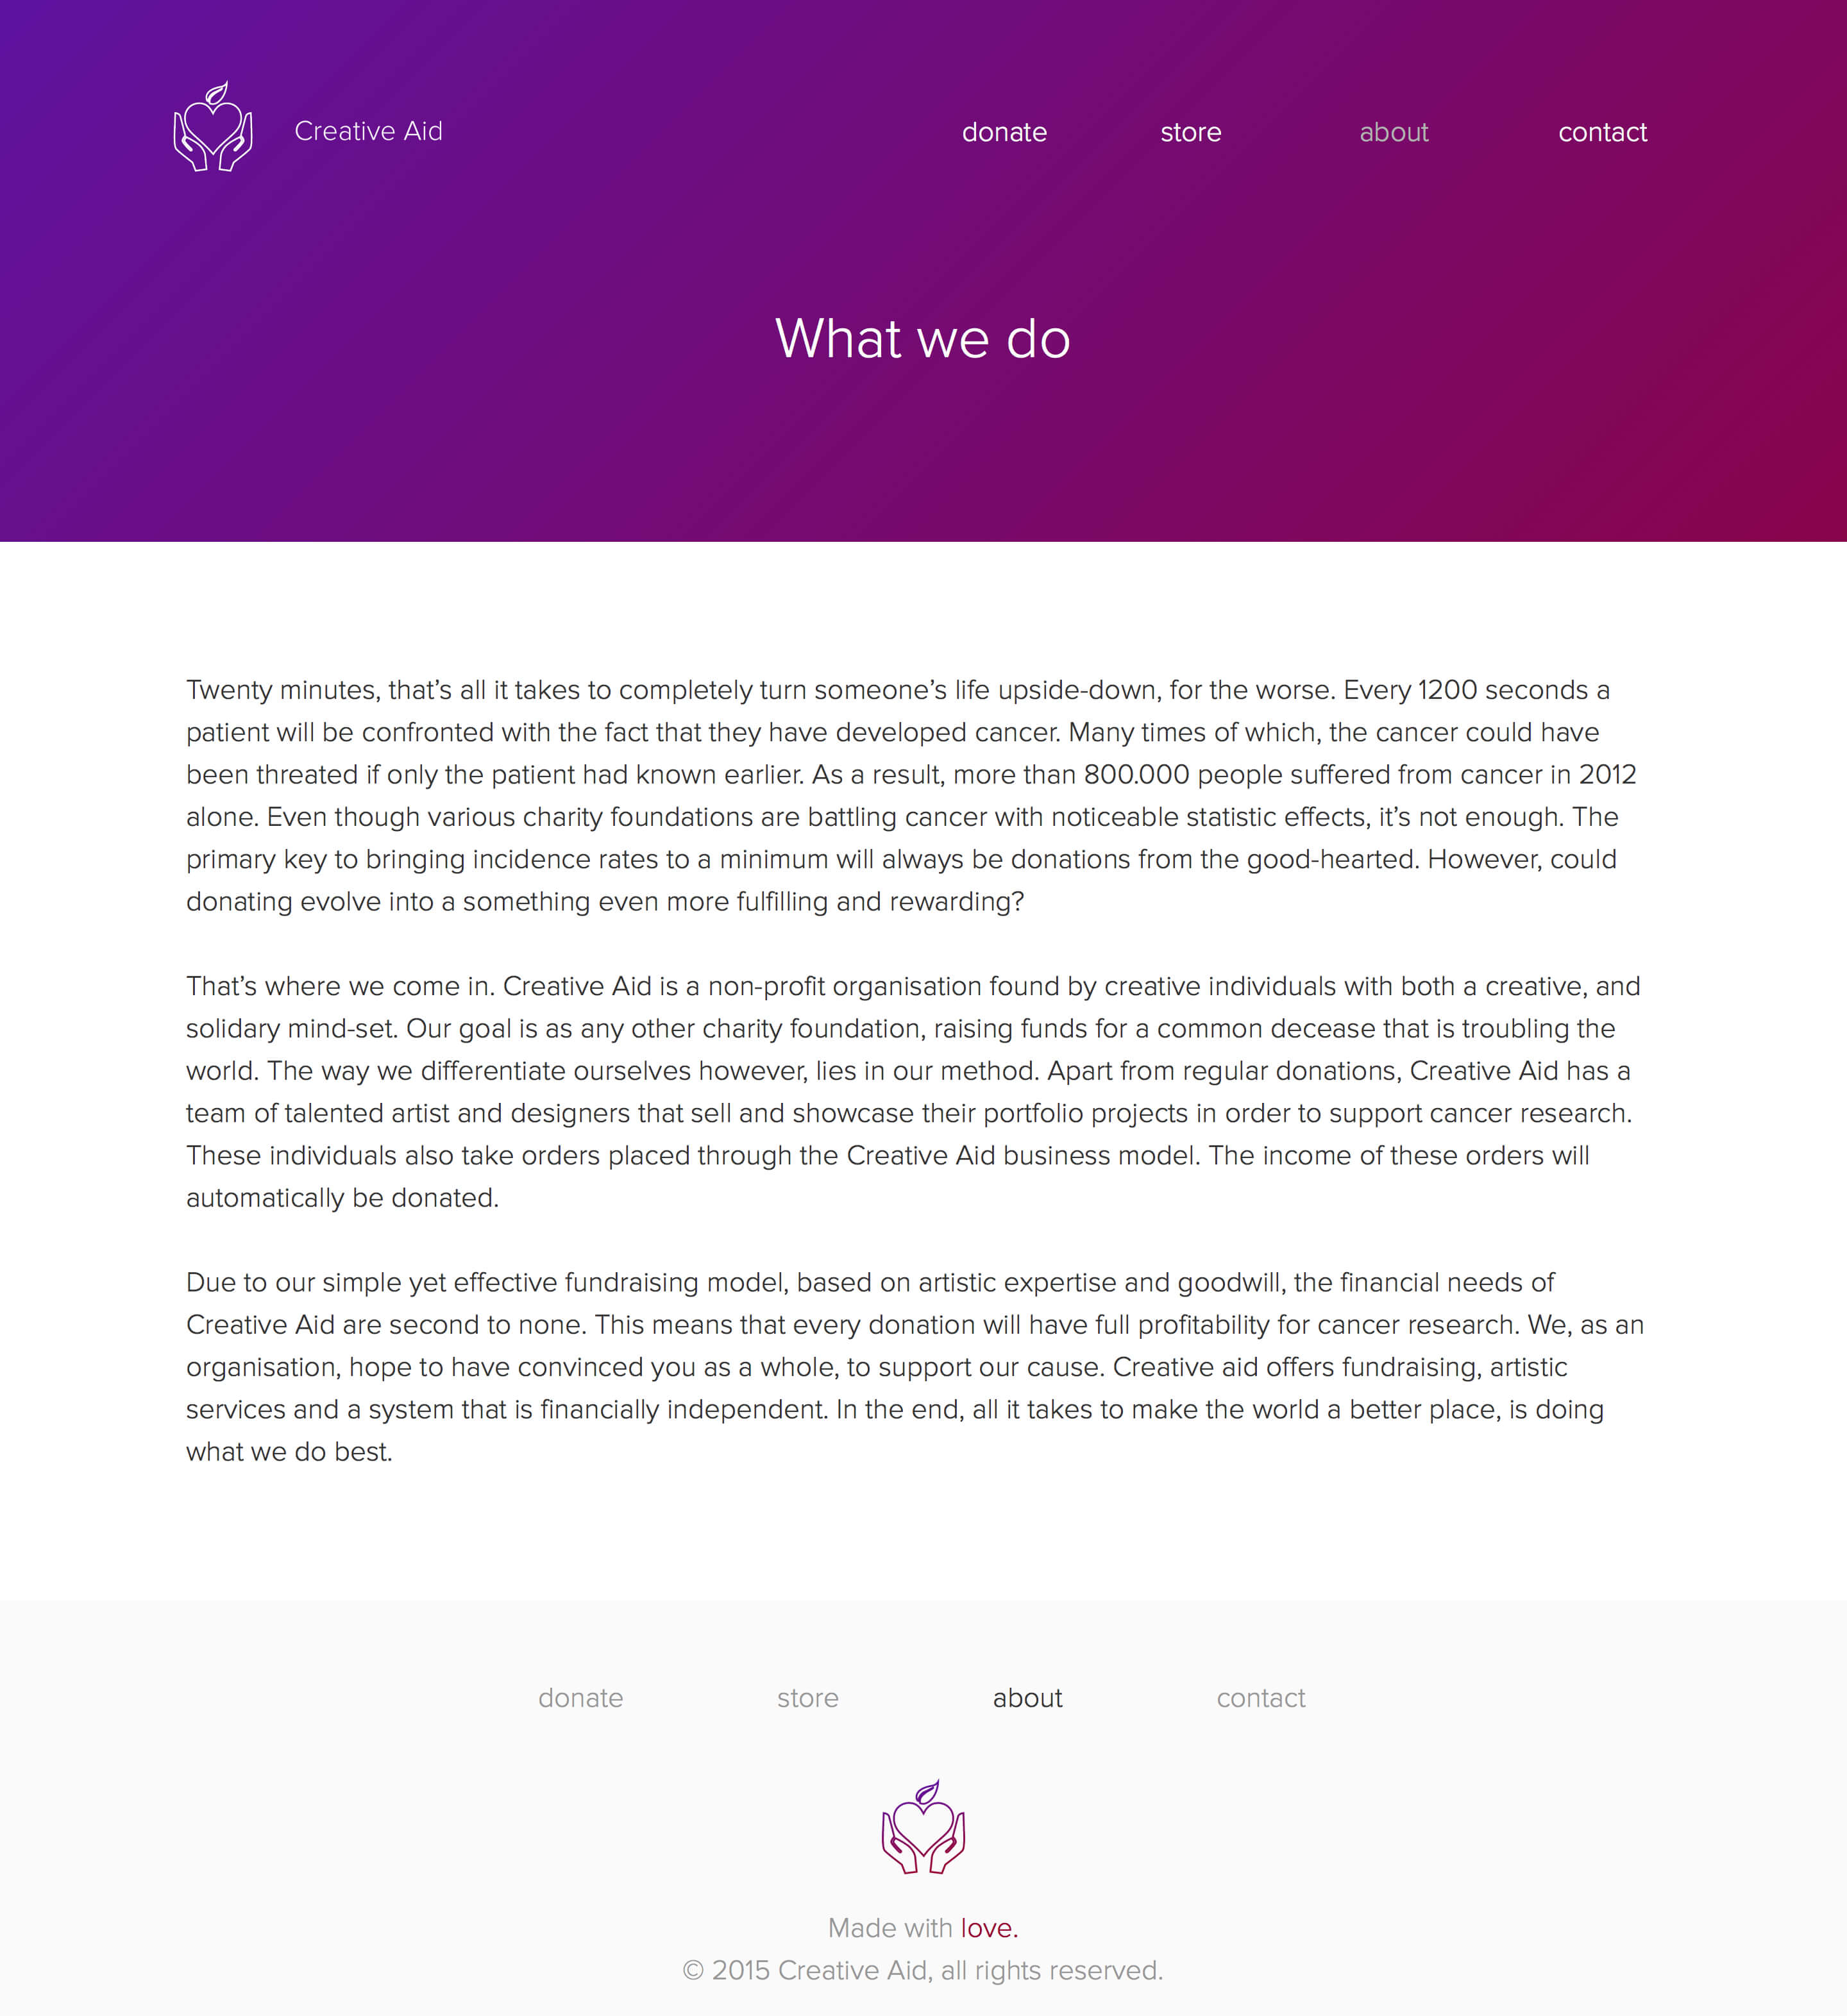 Creative Aid
donate store about contact
What we do
Twenty minutes, that’s all it takes to completely turn someone’s life upside-down, for the worse. Every 1200 seconds a
patient will be confronted with the fact that they have developed cancer. Many times of which, the cancer could have
been threated if only the patient had known earlier. As a result, more than 800.000 people suffered from cancer in 2012
alone. Even though various charity foundations are battling cancer with noticeable statistic effects, it’s not enough. The
primary key to bringing incidence rates to a minimum will always be donations from the good-hearted. However, could
donating evolve into a something even more fulfilling and rewarding?
That’s where we come in. Creative Aid is a non-profit organisation found by creative individuals with both a creative, and
solidary mind-set. Our goal is as any other charity foundation, raising funds for a common decease that is troubling the
world. The way we differentiate ourselves however, lies in our method. Apart from regular donations, Creative Aid has a
team of talented artist and designers that sell and showcase their portfolio projects in order to support cancer research.
These individuals also take orders placed through the Creative Aid business model. The income of these orders will
automatically be donated.
Due to our simple yet effective fundraising model, based on artistic expertise and goodwill, the financial needs of
Creative Aid are second to none. This means that every donation will have full profitability for cancer research. We, as an
organisation, hope to have convinced you as a whole, to support our cause. Creative aid offers fundraising, artistic
services and a system that is financially independent. In the end, all it takes to make the world a better place, is doing
what we do best.
donate store about contact
Made with love.
© 2015 Creative Aid, all rights reserved.